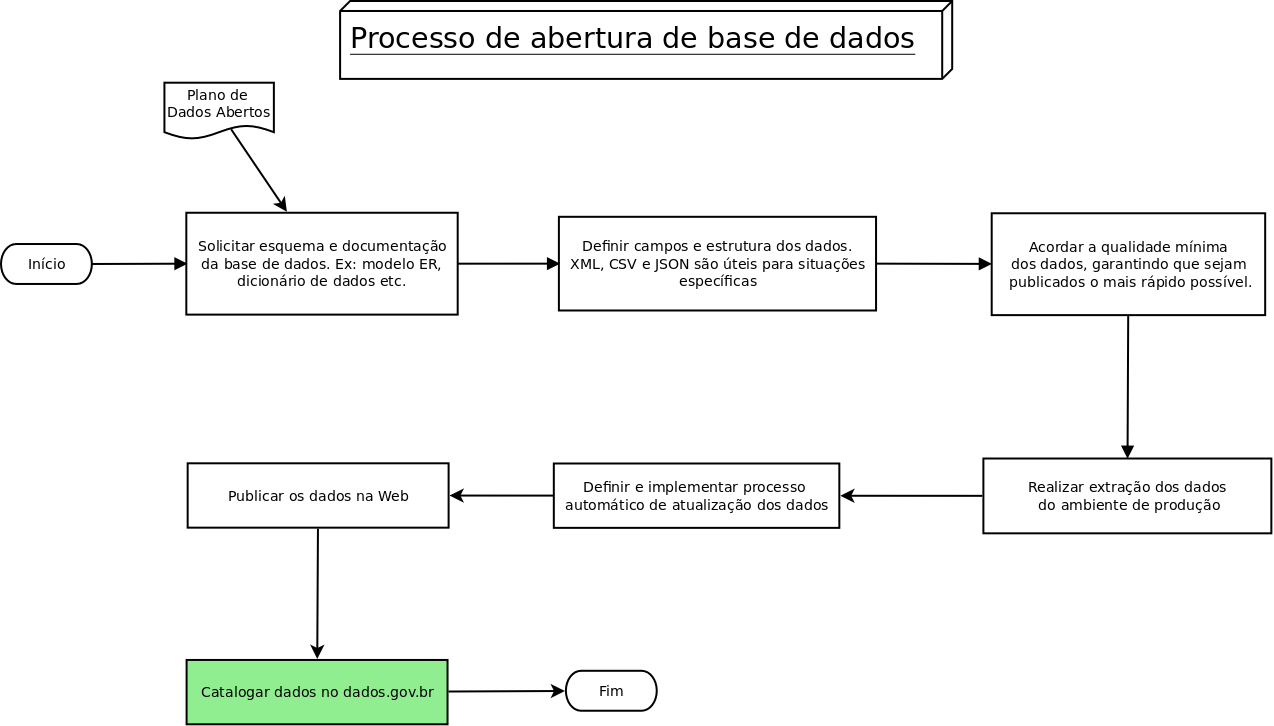 Processo de abertura de base de dados
Plano de
Dados Abertos
Início
Solicitar esquema e documentação
da base de dados. Ex: modelo ER,
dicionário de dados etc.
Definir campos e estrutura dos dados.
XML, CSV e JSON são úteis para situações
específicas
Acordar a qualidade mínima
dos dados, garantindo que sejam
publicados o mais rápido possível.
Realizar extração dos dados
do ambiente de produção
Definir e implementar processo
automático de atualização dos dados
Publicar os dados na Web
Catalogar dados no dados.gov.br
Fim